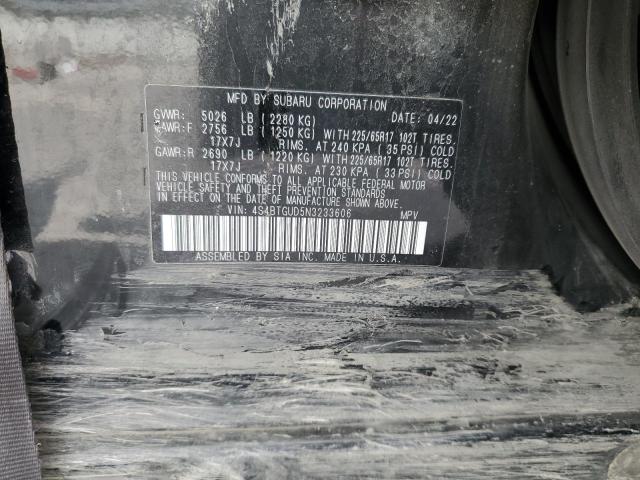 MFD BY SUBARU CORPORATION
GVWR: 5026 LB (2280 KG) DATE: 04/22
GAWR:F 2756 LB (1250 KG) WITH 225/65R17 102T TIRES.
17X7J RIMS. AT 240 KPA (35 PSI) COLD
GAWR:R 2690 LB (1220 KG) WITH 225/65R17 102T TIRES.
17X7J RIMS. AT 230 KPA (33 PSI) COLD
THIS VEHICLE CONFORMS TO ALL APPLICABLE FEDERAL MOTOR
VEHICLE SAFETY, BUMPER, AND THEFT PREVENTION STANDARDS
IN EFFECT ON THE DATE OF MANUFACTURE SHOWN ABOVE.
VIN: 4S4BTGUD5N3233606 MPV
ASSEMBLED BY SIA INC. MADE IN U.S.A.